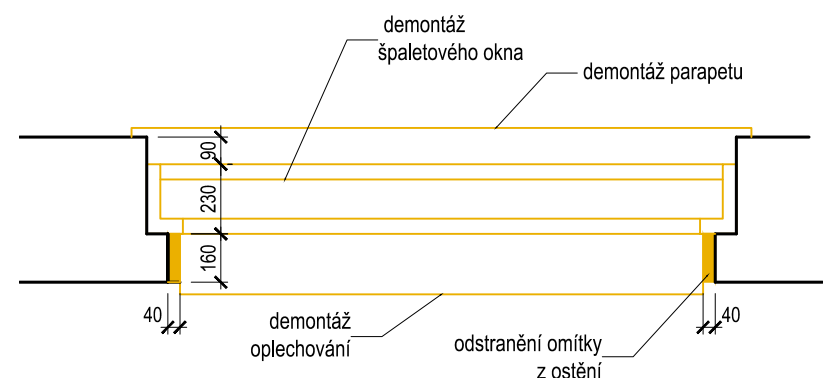 demontáž
špaletového okna
demontáž parapetu
90
230
160
40
40
demontáž
oplechování
odstranění omítky
z ostění